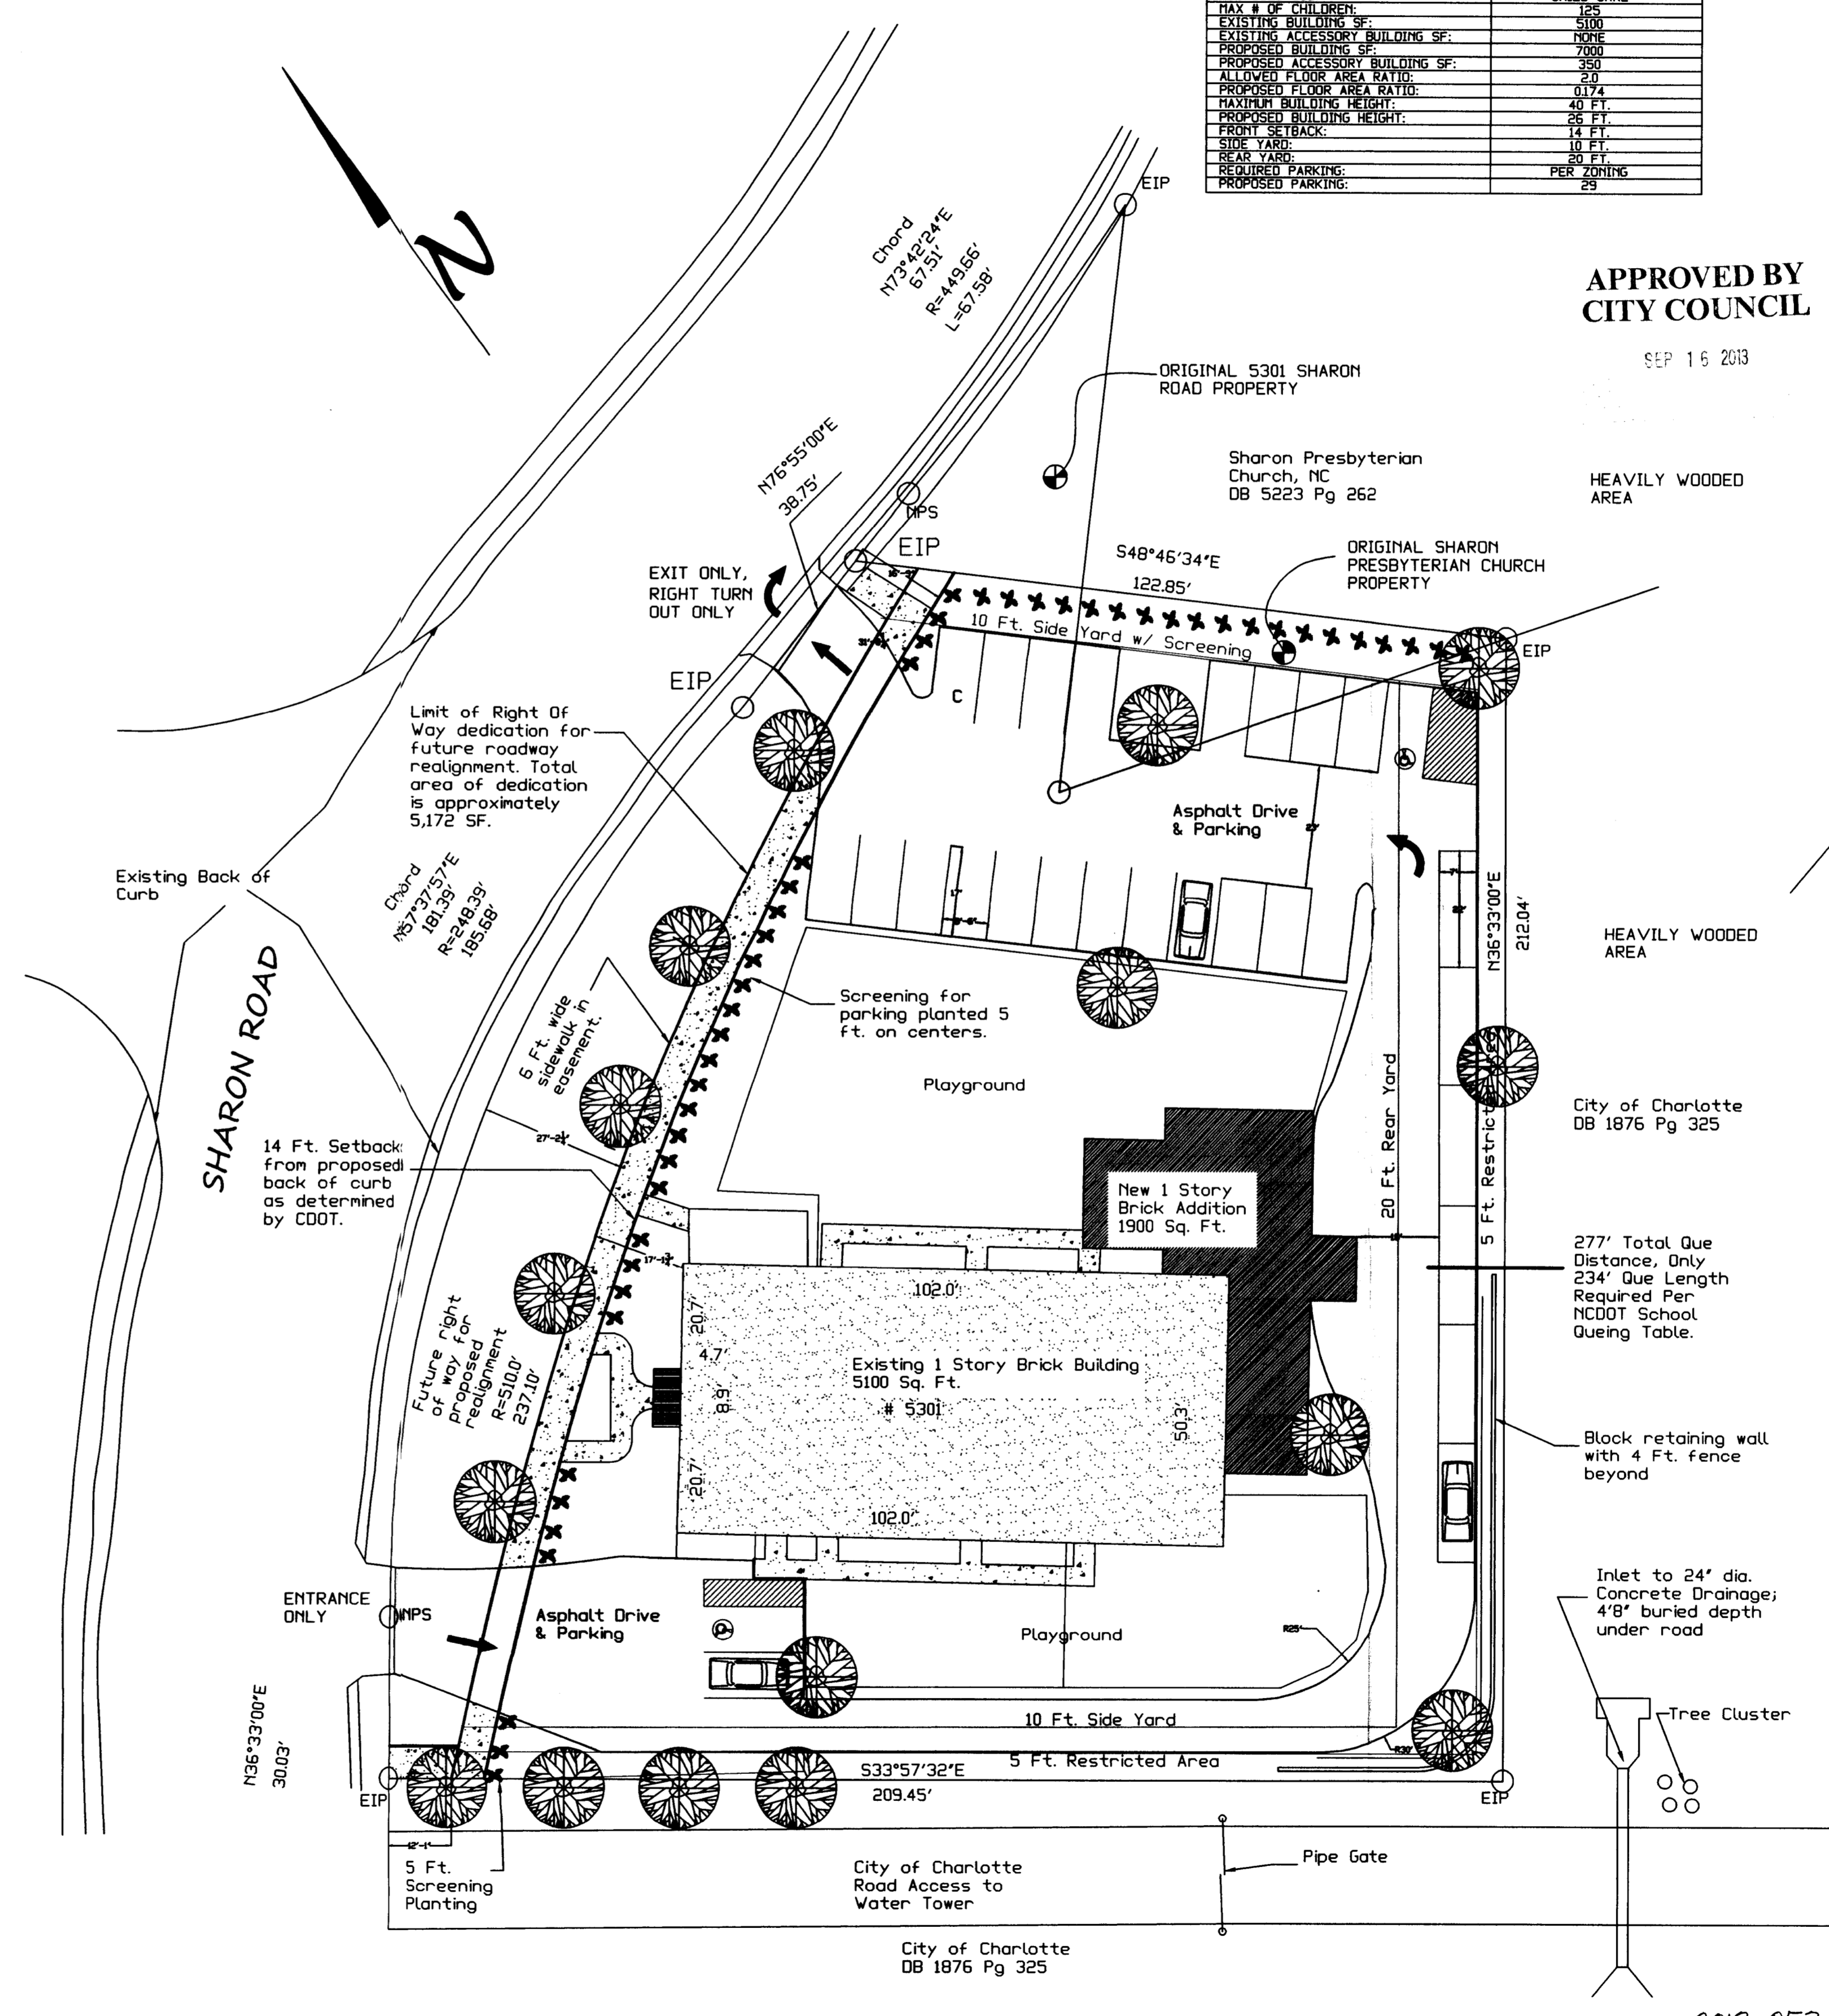 MAX # OF CHILDREN: 125
EXISTING BUILDING SF: 5100
EXISTING ACCESSORY BUILDING SF: NONE
PROPOSED BUILDING SF: 7000
PROPOSED ACCESSORY BUILDING SF: 350
ALLOWED FLOOR AREA RATIO: 2.0
PROPOSED FLOOR AREA RATIO: 0.174
MAXIMUM BUILDING HEIGHT: 40 FT.
PROPOSED BUILDING HEIGHT: 26 FT.
FRONT SETBACK: 14 FT.
SIDE YARD: 10 FT.
REAR YARD: 20 FT.
REQUIRED PARKING: PER ZONING
PROPOSED PARKING: 29
N
EIP
Chord
N73°42'24"E
67.51'
R=449.66'
L=67.58'
APPROVED BY
CITY COUNCIL
SEP 16 2013
ORIGINAL 5301 SHARON
ROAD PROPERTY
Sharon Presbyterian
Church, NC
DB 5223 Pg 262
HEAVILY WOODED
AREA
N76°55'00"E
38.75'
NPS
EIP
S48°46'34"E
122.85'
ORIGINAL SHARON
PRESBYTERIAN CHURCH
PROPERTY
EXIT ONLY,
RIGHT TURN
OUT ONLY
10 Ft. Side Yard w/ Screening
EIP
EIP
C
Limit of Right Of
Way dedication for
future roadway
realignment. Total
area of dedication
is approximately
5,172 SF.
Asphalt Drive
& Parking
23'
Existing Back of
Curb
Chord
N57°37'57"E
181.39'
R=248.39'
185.68'
17'
7'
22'
N36°33'00"E
212.04'
HEAVILY WOODED
AREA
SHARON ROAD
6 Ft. wide
sidewalk in
easement.
Screening for
parking planted 5
ft. on centers.
Playground
20 Ft. Rear Yard
5 Ft. Restricted
City of Charlotte
DB 1876 Pg 325
14 Ft. Setback
from proposed
back of curb
as determined
by CDOT.
New 1 Story
Brick Addition
1900 Sq. Ft.
277' Total Que
Distance, Only
234' Que Length
Required Per
NCDOT School
Queing Table.
102.0'
20.7'
4.7'
8.9'
20.7'
Existing 1 Story Brick Building
5100 Sq. Ft.
# 5301
50.3'
102.0'
Future right
of way for
proposed
realignment
R=510.0'
237.10'
Block retaining wall
with 4 Ft. fence
beyond
ENTRANCE
ONLY
NPS
Asphalt Drive
& Parking
Playground
R25'
Inlet to 24" dia.
Concrete Drainage;
4'8" buried depth
under road
Tree Cluster
10 Ft. Side Yard
R30'
5 Ft. Restricted Area
N36°33'00"E
30.03'
S33°57'32"E
209.45'
EIP
EIP
12'-1"
5 Ft.
Screening
Planting
City of Charlotte
Road Access to
Water Tower
Pipe Gate
City of Charlotte
DB 1876 Pg 325